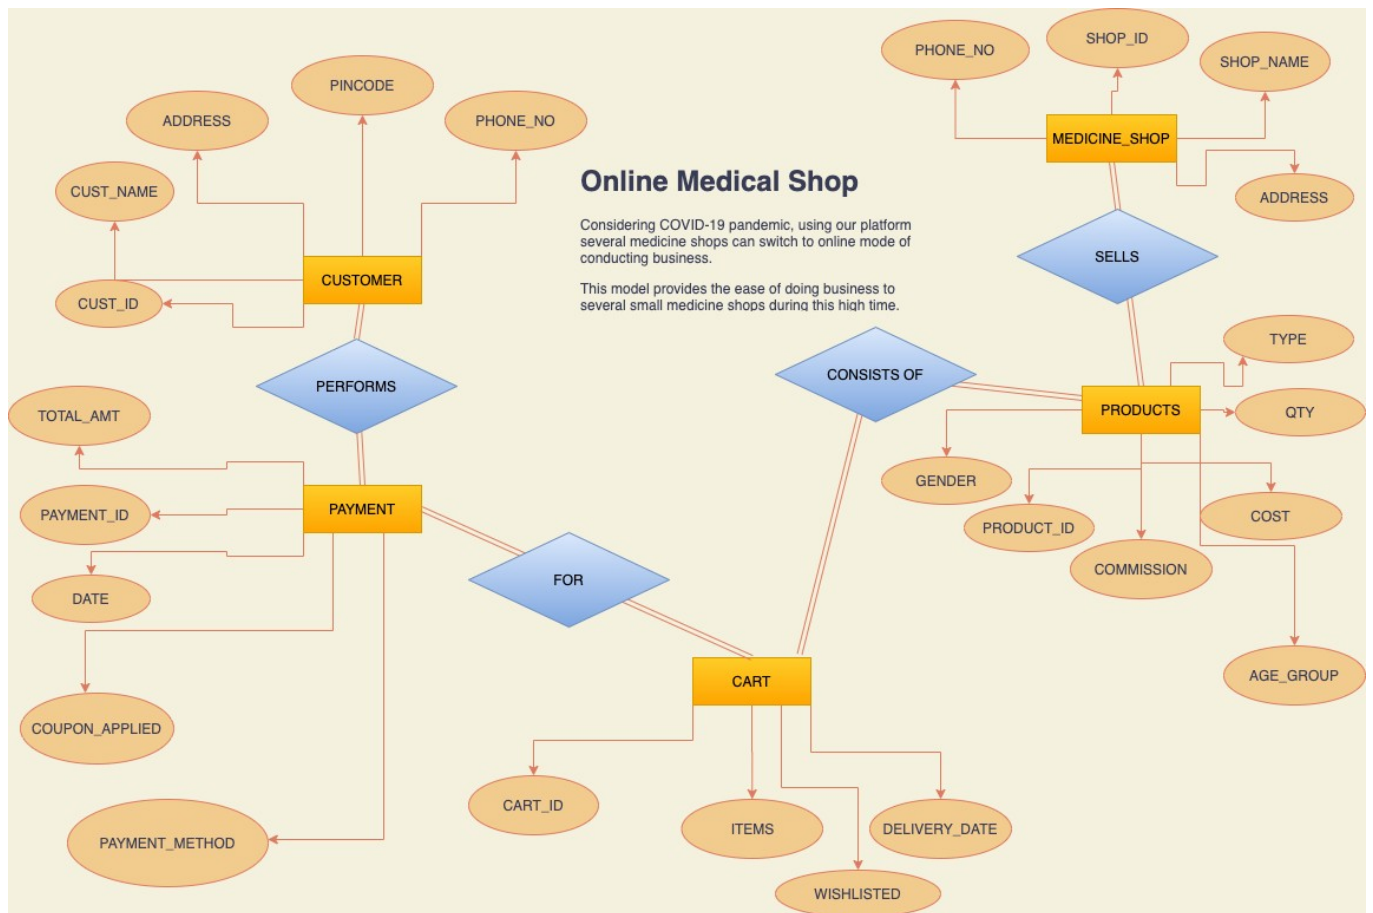 PHONE_NO
SHOP_ID
SHOP_NAME
PINCODE
ADDRESS
PHONE_NO
MEDICINE_SHOP
CUST_NAME
ADDRESS
Online Medical Shop
Considering COVID-19 pandemic, using our platform
several medicine shops can switch to online mode of
conducting business.
This model provides the ease of doing business to
several small medicine shops during this high time.
SELLS
CUSTOMER
CUST_ID
TYPE
CONSISTS OF
PERFORMS
PRODUCTS
QTY
TOTAL_AMT
GENDER
PAYMENT
PAYMENT_ID
COST
PRODUCT_ID
COMMISSION
FOR
DATE
AGE_GROUP
CART
COUPON_APPLIED
CART_ID
ITEMS
DELIVERY_DATE
PAYMENT_METHOD
WISHLISTED